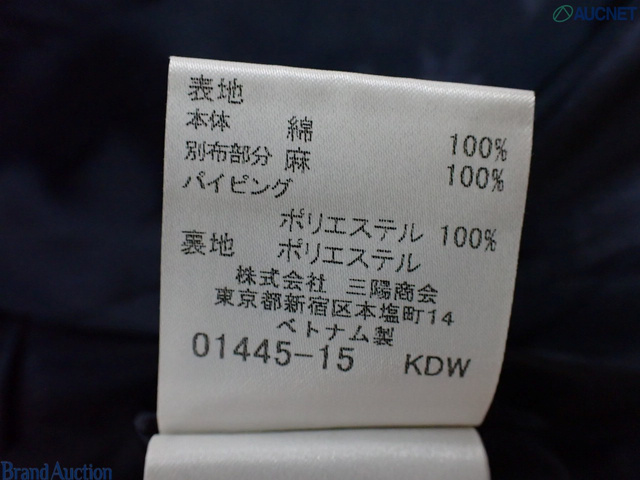 AUCNET
表地
本体 綿 100%
別布部分 麻 100%
パイピング
ポリエステル 100%
裏地 ポリエステル
株式会社 三陽商会
東京都新宿区本塩町14
ベトナム製
01445-15 KDW
Brand Auction